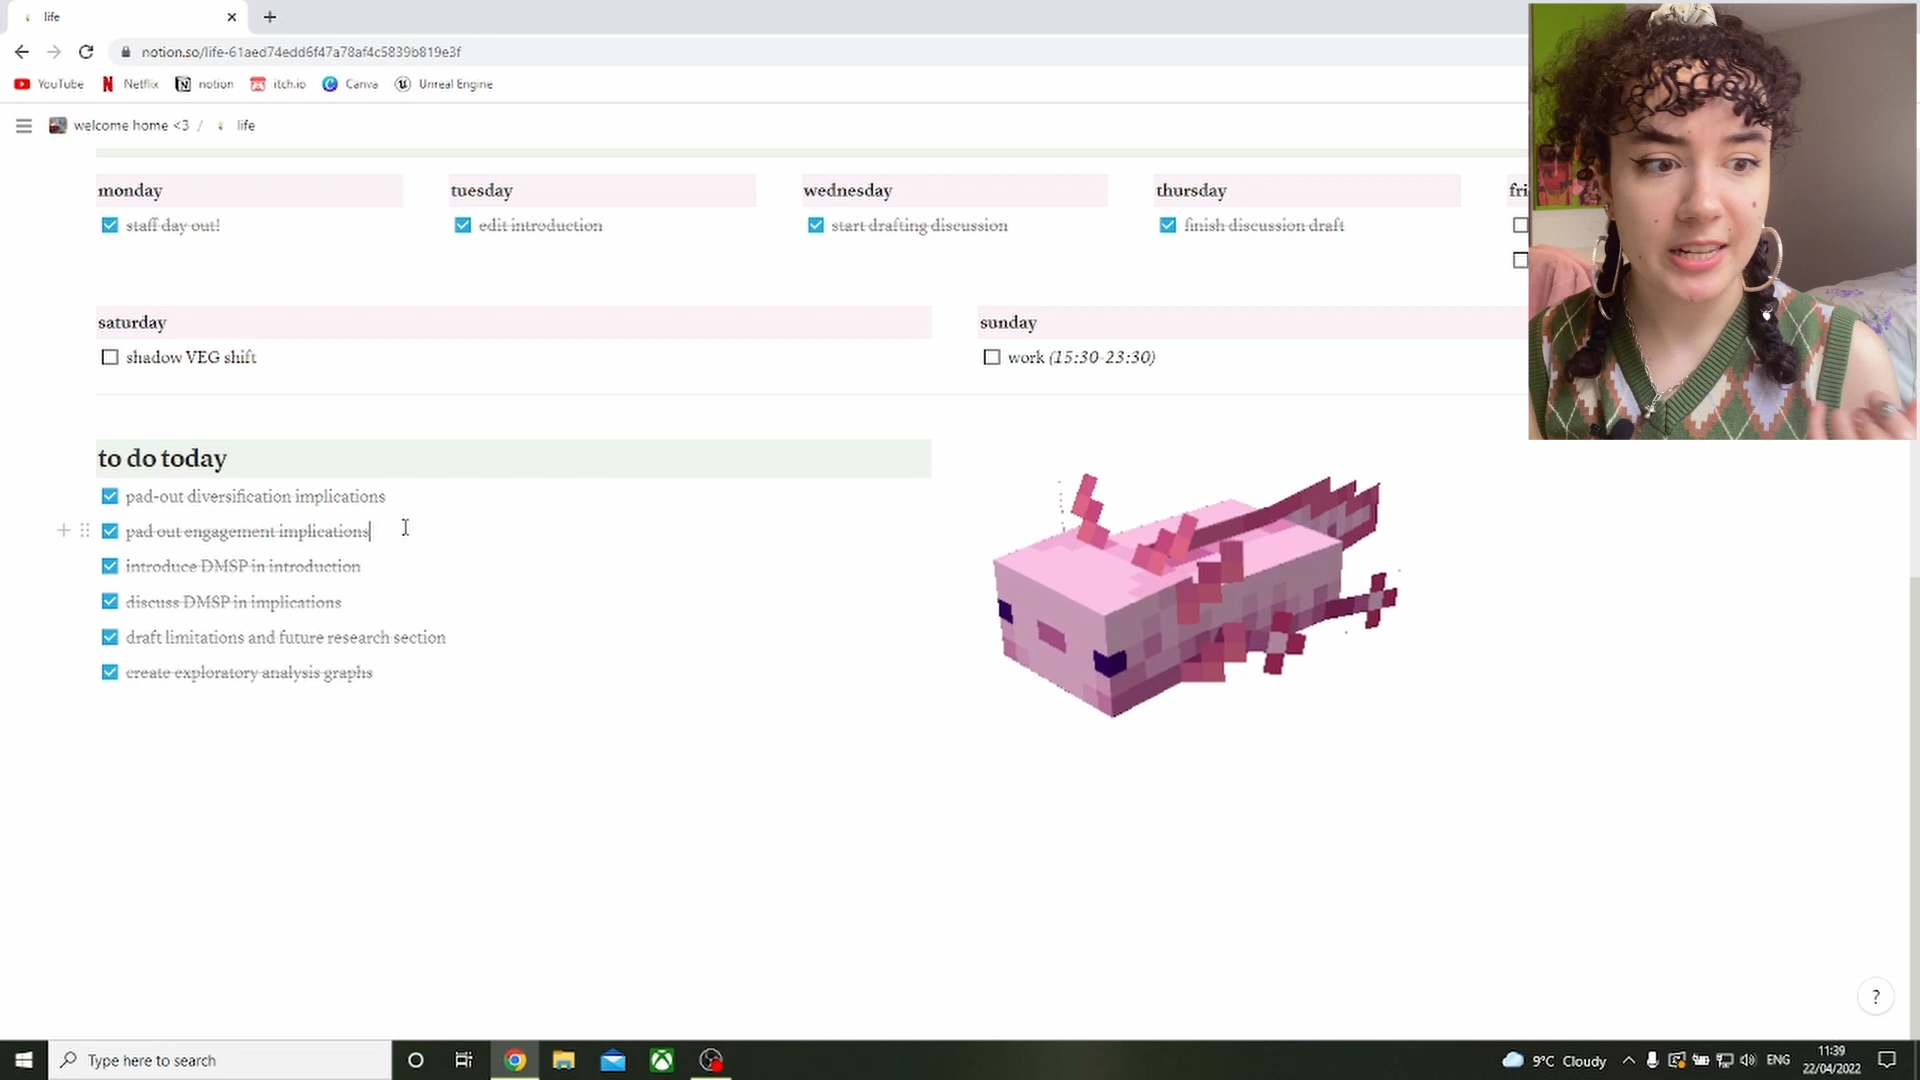 life
notion.so/life-61aed74edd6f47a78af4c5839b819e3f
YouTube Netflix notion itch.io Canva Unreal Engine
welcome home <3 / life
monday tuesday wednesday thursday fri
staff day out! edit introduction start drafting discussion finish discussion draft
saturday sunday
shadow VEG shift work (15:30-23:30)
to do today
pad-out diversification implications
pad out engagement implications
introduce DMSP in introduction
discuss DMSP in implications
draft limitations and future research section
create exploratory analysis graphs
?
Type here to search
9°C Cloudy
ENG
11:39
22/04/2022